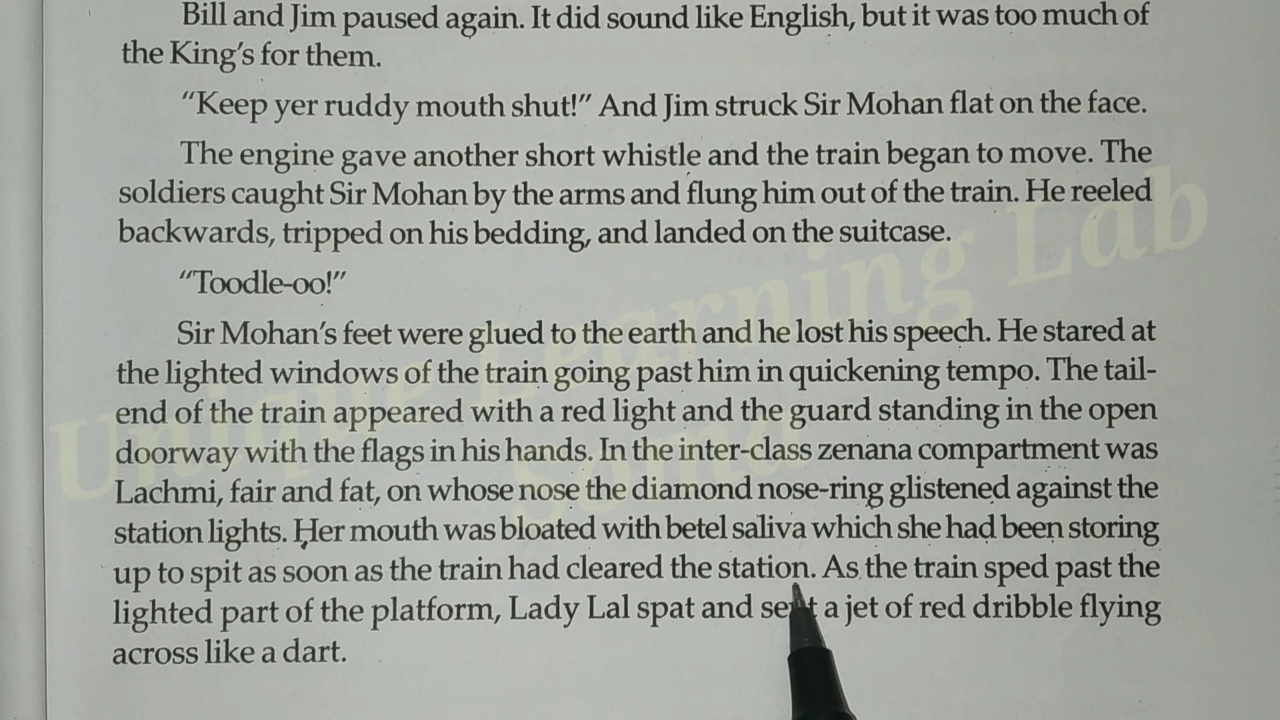 Bill and Jim paused again. It did sound like English, but it was too much of
the King's for them.
"Keep yer ruddy mouth shut!" And Jim struck Sir Mohan flat on the face.
The engine gave another short whistle and the train began to move. The
soldiers caught Sir Mohan by the arms and flung him out of the train. He reeled
backwards, tripped on his bedding, and landed on the suitcase.
"Toodle-oo!"
Sir Mohan's feet were glued to the earth and he lost his speech. He stared at
the lighted windows of the train going past him in quickening tempo. The tail-
end of the train appeared with a red light and the guard standing in the open
doorway with the flags in his hands. In the inter-class zenana compartment was
Lachmi, fair and fat, on whose nose the diamond nose-ring glistened against the
station lights. Her mouth was bloated with betel saliva which she had been storing
up to spit as soon as the train had cleared the station. As the train sped past the
lighted part of the platform, Lady Lal spat and sent a jet of red dribble flying
across like a dart.
Learning Lab